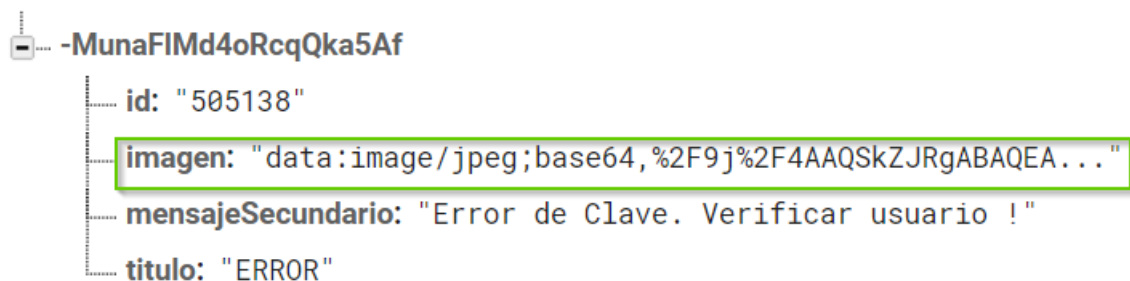 -MunaFIMd4oRcqQka5Af
id: "505138"
imagen: "data:image/jpeg;base64,%2F9j%2F4AAQSkZJRgABAQEA..."
mensajeSecundario: "Error de Clave. Verificar usuario !"
titulo: "ERROR"